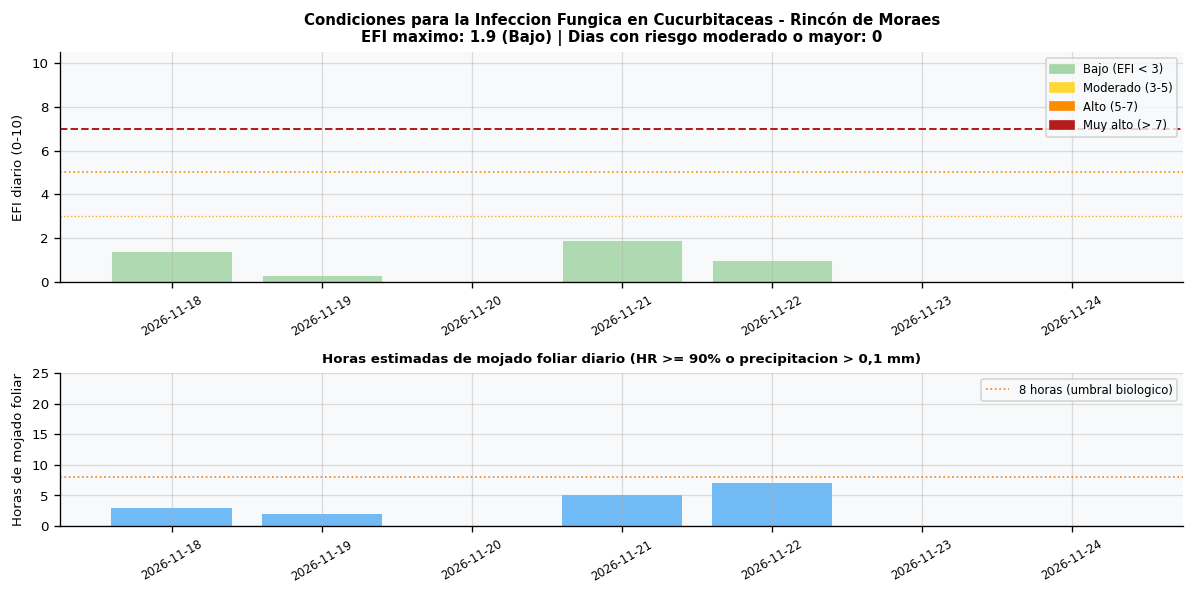 Condiciones para la Infeccion Fungica en Cucurbitaceas - Rincón de Moraes
EFI maximo: 1.9 (Bajo) | Dias con riesgo moderado o mayor: 0
EFI diario (0-10)
10
8
6
4
2
0
Bajo (EFI < 3)
Moderado (3-5)
Alto (5-7)
Muy alto (> 7)
2026-11-18
2026-11-19
2026-11-20
2026-11-21
2026-11-22
2026-11-23
2026-11-24
Horas estimadas de mojado foliar diario (HR >= 90% o precipitacion > 0,1 mm)
Horas de mojado foliar
25
20
15
10
5
0
8 horas (umbral biologico)
2026-11-18
2026-11-19
2026-11-20
2026-11-21
2026-11-22
2026-11-23
2026-11-24